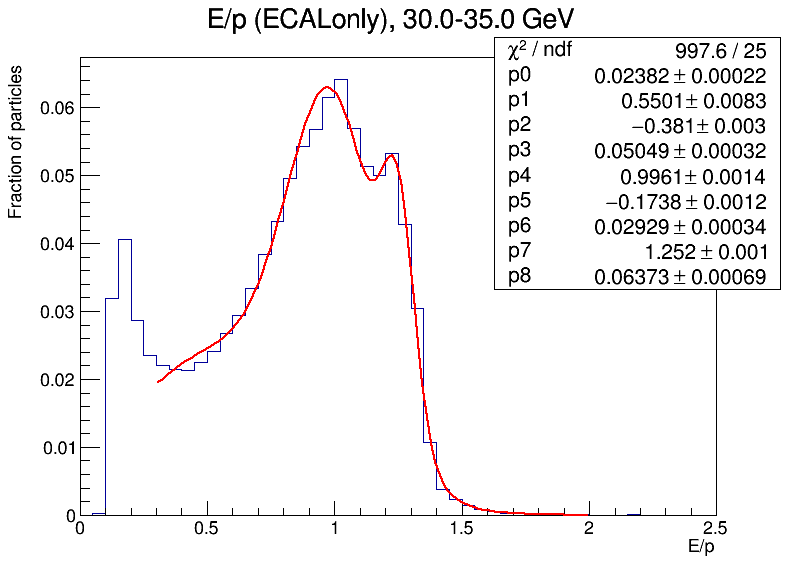 E/p (ECALonly), 30.0-35.0 GeV
χ² / ndf 997.6 / 25
p0 0.02382 ± 0.00022
p1 0.5501 ± 0.0083
p2 −0.381 ± 0.003
p3 0.05049 ± 0.00032
p4 0.9961 ± 0.0014
p5 −0.1738 ± 0.0012
p6 0.02929 ± 0.00034
p7 1.252 ± 0.001
p8 0.06373 ± 0.00069
Fraction of particles
0.06
0.05
0.04
0.03
0.02
0.01
0
0 0.5 1 1.5 2 2.5
E/p